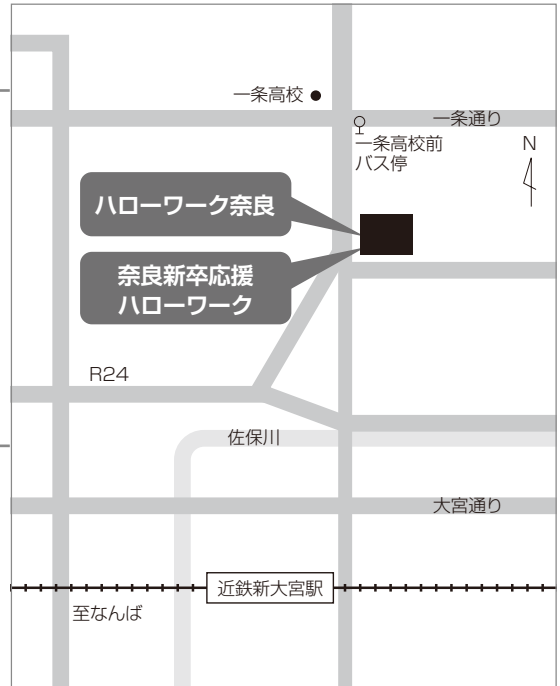 一条高校
一条通り
一条高校前
バス停
N
ハローワーク奈良
奈良新卒応援
ハローワーク
R24
佐保川
大宮通り
近鉄新大宮駅
至なんば